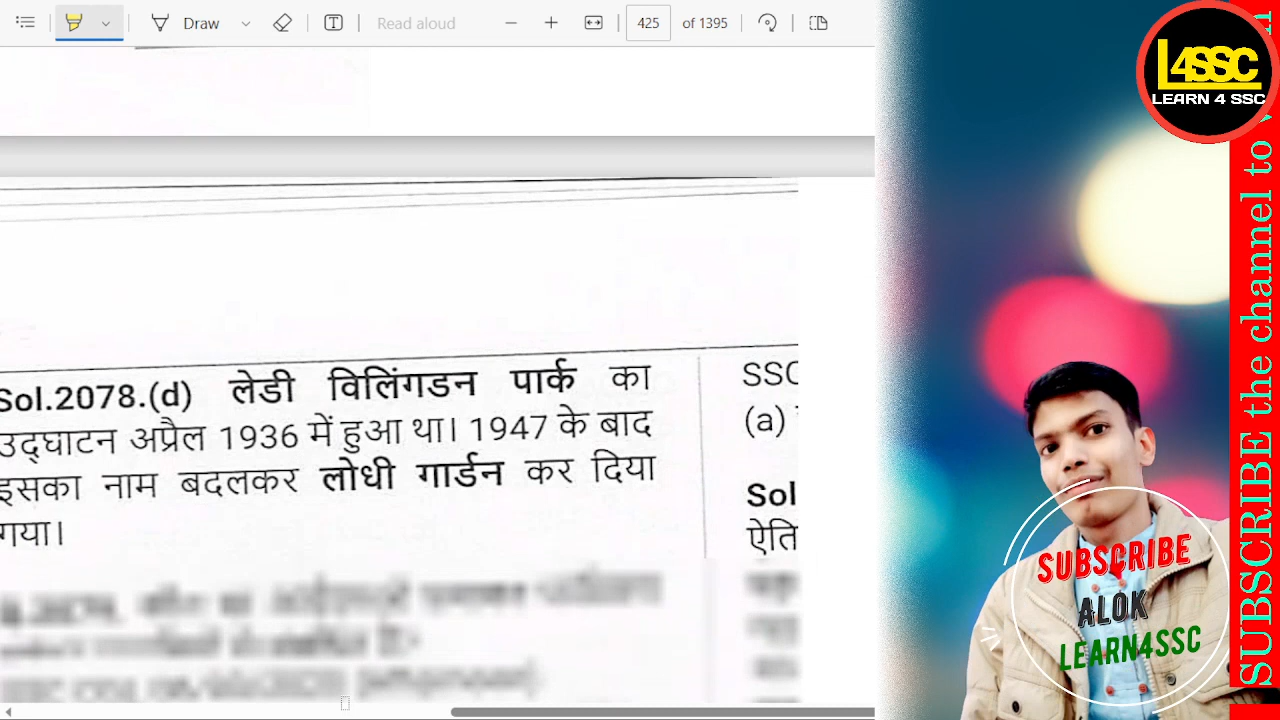 Draw
Read aloud
425
of 1395
Sol.2078.(d) लेडी विलिंगडन पार्क का
उद्घाटन अप्रैल 1936 में हुआ था। 1947 के बाद
इसका नाम बदलकर लोधी गार्डन कर दिया
गया।
SSC
(a)
Sol
ऐति
L4SSC
LEARN 4 SSC
SUBSCRIBE the channel to
SUBSCRIBE
ALOK
LEARN4SSC